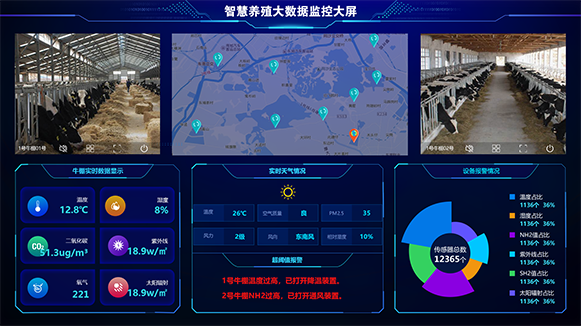 智慧养殖大数据监控大屏
1号牛棚01号
1号牛棚02号
牛棚实时数据显示
温度
12.8℃
湿度
8%
CO₂
二氧化碳
51.3ug/m³
紫外线
18.9w/㎡
氧气
221
太阳辐射
18.9w/㎡
实时天气情况
温度
26℃
空气质量
良
PM2.5
35
风力
2级
风向
东南风
相对湿度
10%
超阈值报警
1号牛棚温度过高，已打开降温装置。
2号牛棚NH2过高，已打开通风装置。
设备报警情况
传感器总数
12365个
温度占比
1136个 36%
湿度占比
1136个 36%
NH2值占比
1136个 36%
紫外线占比
1136个 36%
SH2值占比
1136个 36%
太阳辐射占比
1136个 36%